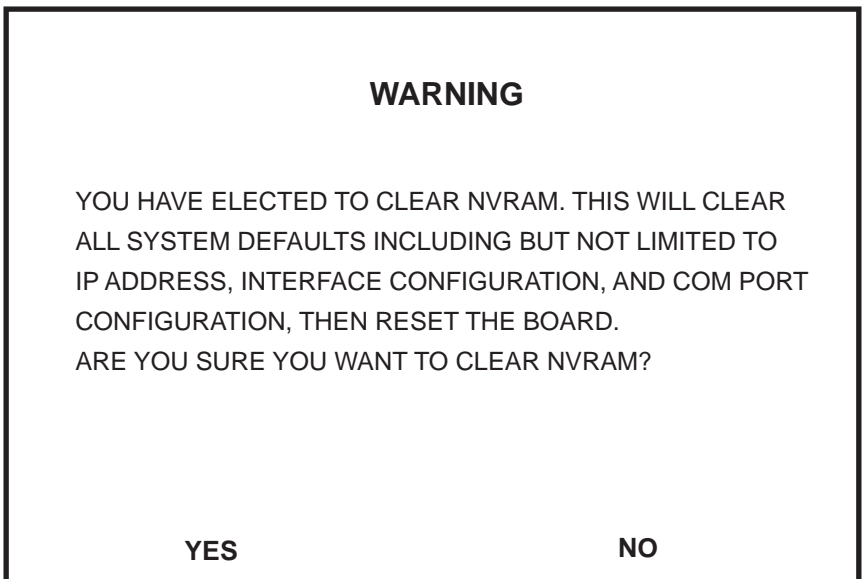 WARNING
YOU HAVE ELECTED TO CLEAR NVRAM. THIS WILL CLEAR
ALL SYSTEM DEFAULTS INCLUDING BUT NOT LIMITED TO
IP ADDRESS, INTERFACE CONFIGURATION, AND COM PORT
CONFIGURATION, THEN RESET THE BOARD.
ARE YOU SURE YOU WANT TO CLEAR NVRAM?
YES NO